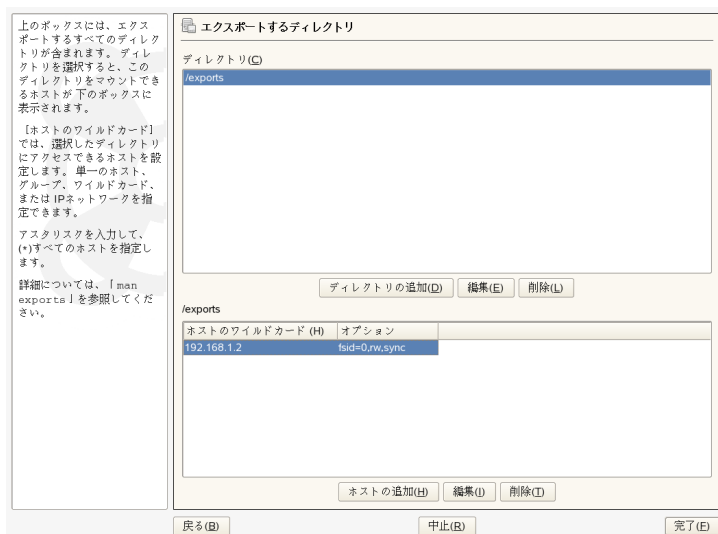 上のボックスには、エクス
ポートするすべてのディレク
トリが含まれます。 ディレ
クトリを選択すると、この
ディレクトリをマウントでき
るホストが 下のボックスに
表示されます。
［ホストのワイルドカード］
では、選択したディレクトリ
にアクセスできるホストを設
定します。 単一のホスト、
グループ、ワイルドカード、
または IPネットワークを指
定できます。
アスタリスクを入力して、
(*)すべてのホストを指定し
ます。
詳細については、「man
exports」を参照してくだ
さい。
エクスポートするディレクトリ
ディレクトリ(C)
/exports
ディレクトリの追加(D) 編集(E) 削除(L)
/exports
ホストのワイルドカード (H) オプション
192.168.1.2 fsid=0,rw,sync
ホストの追加(H) 編集(I) 削除(T)
戻る(B) 中止(R) 完了(F)